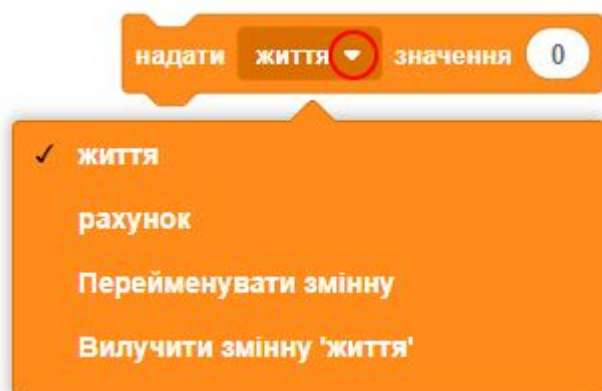 надати життя значення 0
✓ життя
рахунок
Перейменувати змінну
Вилучити змінну 'життя'